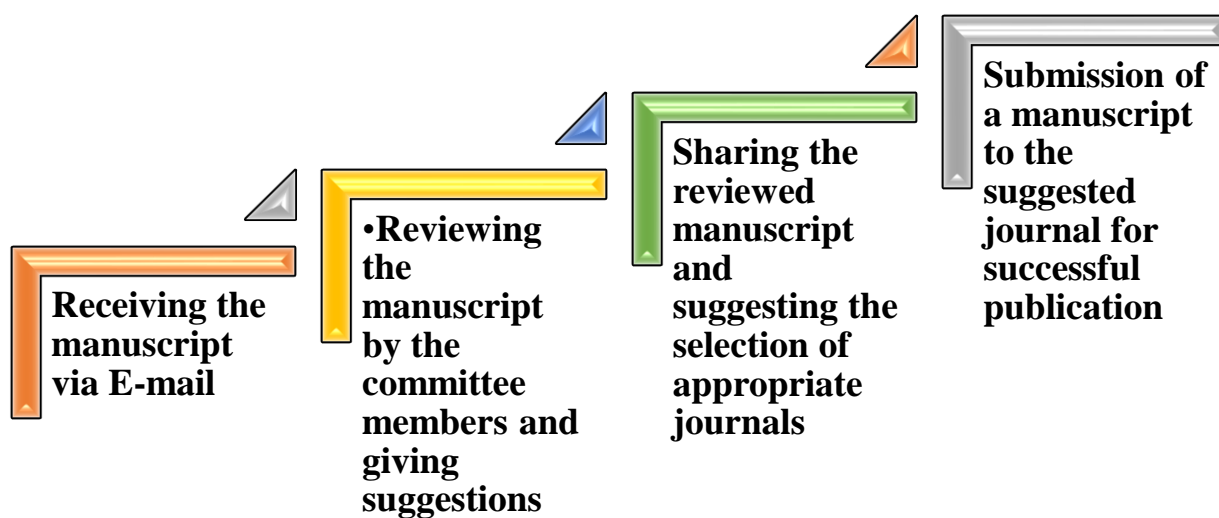 Receiving the
manuscript
via E-mail
•Reviewing
the
manuscript
by the
committee
members and
giving
suggestions
Sharing the
reviewed
manuscript
and
suggesting the
selection of
appropriate
journals
Submission of
a manuscript
to the
suggested
journal for
successful
publication